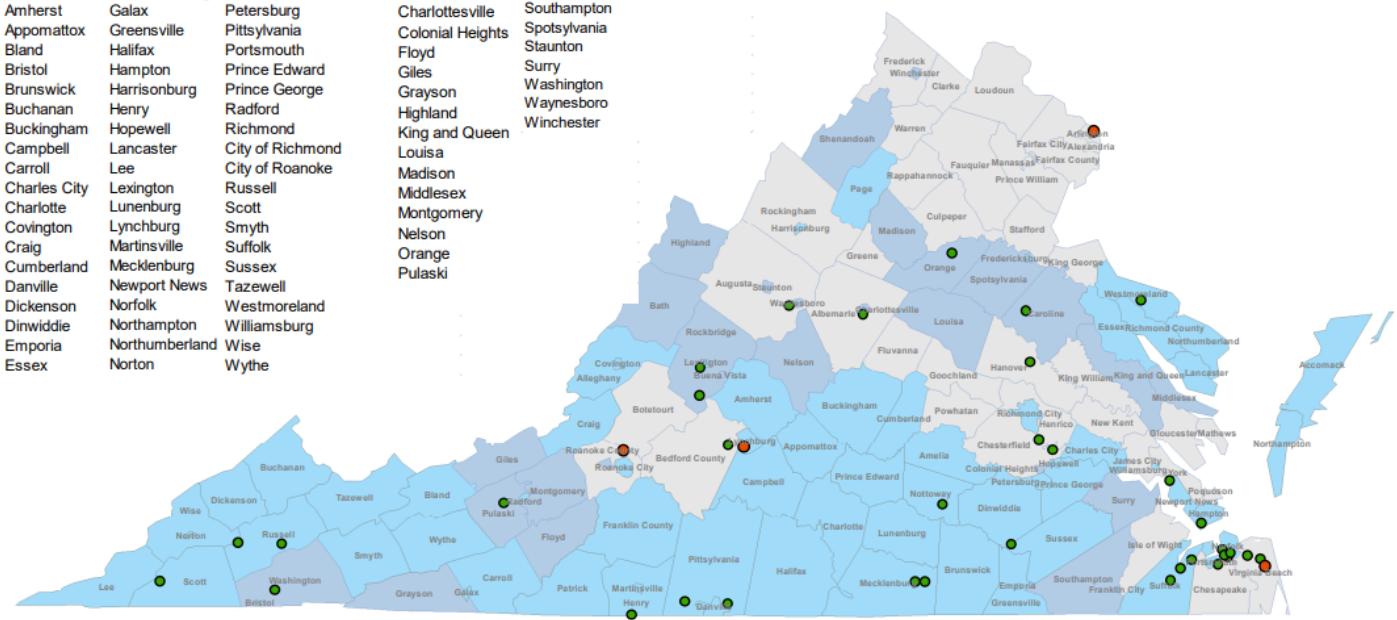 Amherst
Appomattox
Bland
Bristol
Brunswick
Buchanan
Buckingham
Campbell
Carroll
Charles City
Charlotte
Covington
Craig
Cumberland
Danville
Dickenson
Dinwiddie
Emporia
Essex
Galax
Greensville
Halifax
Hampton
Harrisonburg
Henry
Hopewell
Lancaster
Lee
Lexington
Lunenburg
Lynchburg
Martinsville
Mecklenburg
Newport News
Norfolk
Northampton
Northumberland
Norton
Petersburg
Pittsylvania
Portsmouth
Prince Edward
Prince George
Radford
Richmond
City of Richmond
City of Roanoke
Russell
Scott
Smyth
Suffolk
Sussex
Tazewell
Westmoreland
Williamsburg
Wise
Wythe
Charlottesville
Colonial Heights
Floyd
Giles
Grayson
Highland
King and Queen
Louisa
Madison
Middlesex
Montgomery
Nelson
Orange
Pulaski
Southampton
Spotsylvania
Staunton
Surry
Washington
Waynesboro
Winchester
Frederick
Winchester
Clarke
Loudoun
Shenandoah
Warren
Fairfax City
Alexandria
Fauquier
Manassas
Fairfax County
Rappahannock
Prince William
Page
Rockingham
Harrisonburg
Culpeper
Madison
Stafford
Highland
Greene
Orange
Fredericksburg
King George
Spotsylvania
Augusta
Staunton
Bath
Albemarle
Louisa
Westmoreland
Essex
Richmond County
Northumberland
Rockbridge
Nelson
Fluvanna
Hanover
Goochland
King William
King and Queen
Lancaster
Middlesex
Accomack
Covington
Alleghany
Buena Vista
Amherst
Buckingham
Cumberland
Powhatan
Richmond City
Henrico
New Kent
Gloucester
Mathews
Northampton
Botetourt
Craig
Bedford County
Appomattox
Amelia
Chesterfield
Charles City
James City
Williamsburg
York
Roanoke City
Campbell
Prince Edward
Colonial Heights
Hopewell
Petersburg
Prince George
Surry
Poquoson
Newport News
Hampton
Giles
Montgomery
Radford
Pulaski
Floyd
Franklin County
Nottoway
Dinwiddie
Sussex
Isle of Wight
Buchanan
Dickenson
Tazewell
Bland
Wise
Norton
Russell
Wythe
Smyth
Charlotte
Lunenburg
Pittsylvania
Halifax
Lee
Scott
Washington
Bristol
Grayson
Galax
Carroll
Patrick
Martinsville
Henry
Brunswick
Emporia
Greensville
Southampton
Franklin City
Virginia Beach
Chesapeake